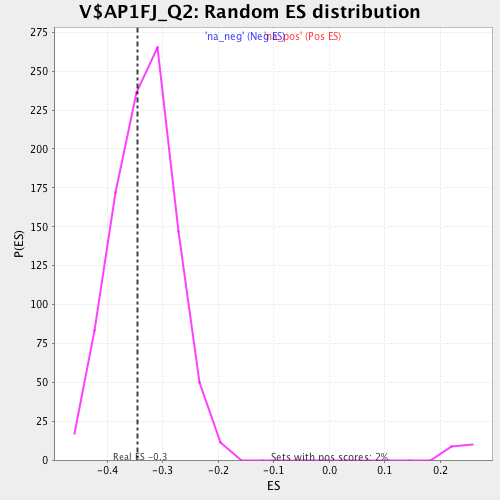 V$AP1FJ_Q2: Random ES distribution
'na_neg' (Neg ES) 'na_pos' (Pos ES)
275
250
225
200
175
150
125
100
75
50
25
0
P(ES)
Real ES -0.3
Sets with pos scores: 2%
-0.4 -0.3 -0.2 -0.1 0.0 0.1 0.2
ES